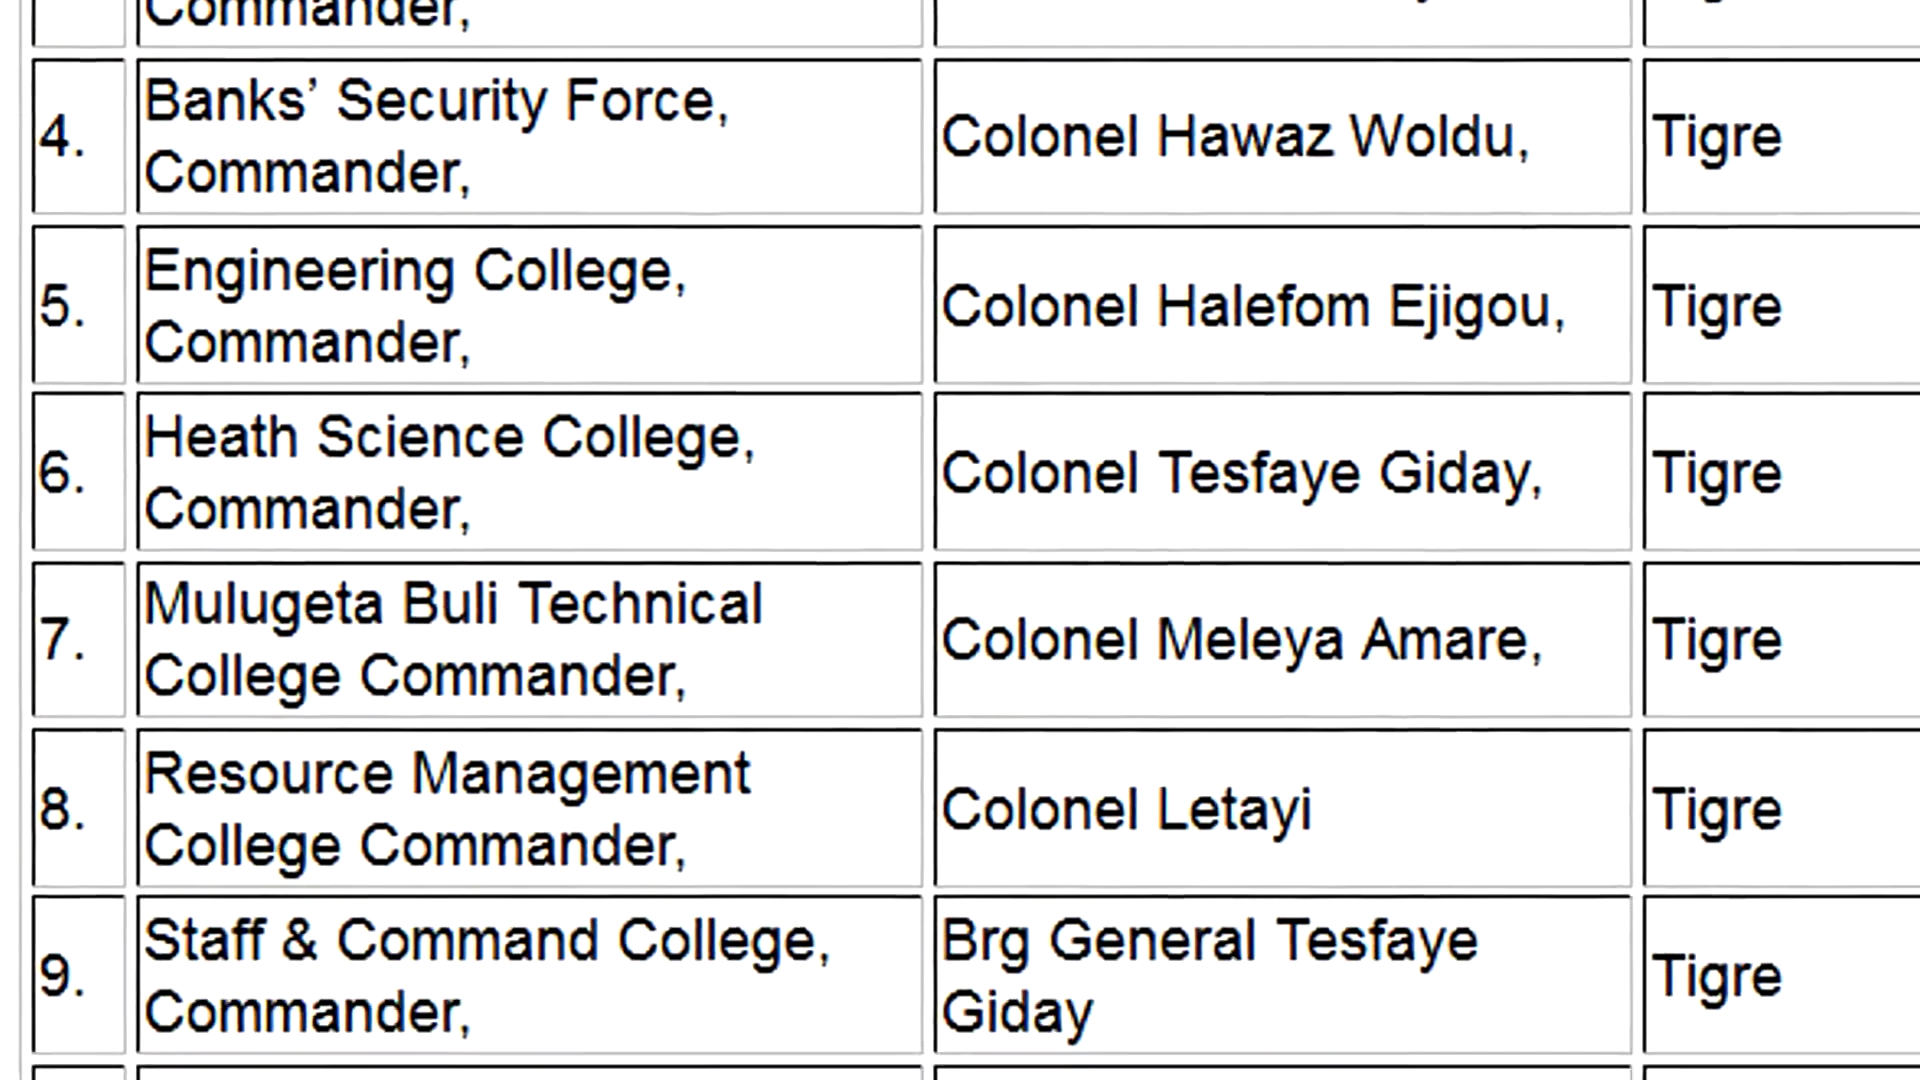 Commander,
4.
Banks’ Security Force,
Commander,
Colonel Hawaz Woldu,
Tigre
5.
Engineering College,
Commander,
Colonel Halefom Ejigou,
Tigre
6.
Heath Science College,
Commander,
Colonel Tesfaye Giday,
Tigre
7.
Mulugeta Buli Technical
College Commander,
Colonel Meleya Amare,
Tigre
8.
Resource Management
College Commander,
Colonel Letayi
Tigre
9.
Staff & Command College,
Commander,
Brg General Tesfaye
Giday
Tigre